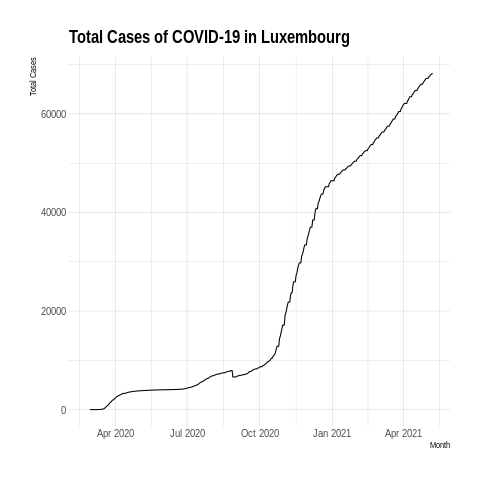 Total Cases of COVID-19 in Luxembourg
Total Cases
60000
40000
20000
0
Apr 2020 Jul 2020 Oct 2020 Jan 2021 Apr 2021
Month